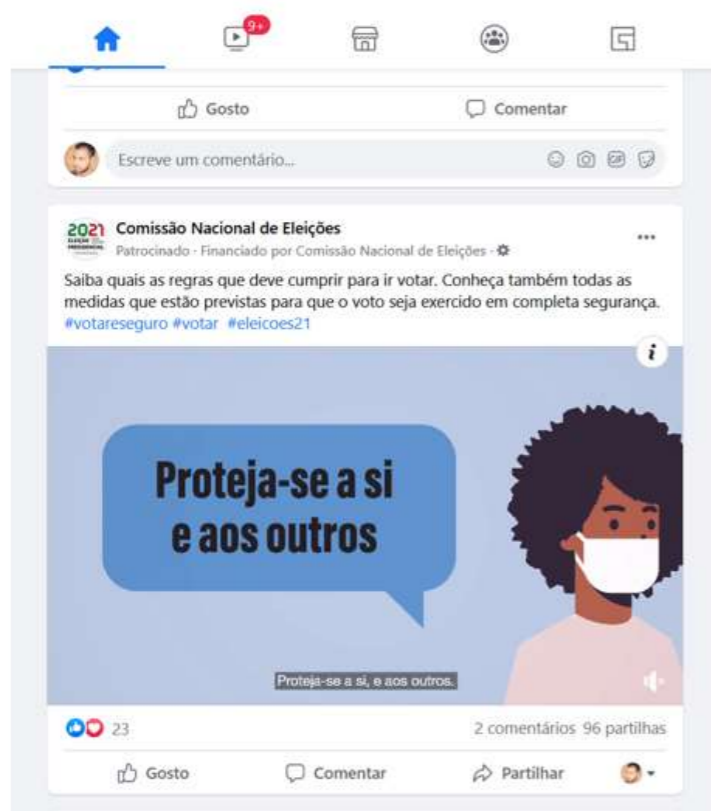 9+
Gosto Comentar
Escreve um comentário...
GIF
2021
Comissão Nacional de Eleições
Patrocinado · Financiado por Comissão Nacional de Eleições ·
Saiba quais as regras que deve cumprir para ir votar. Conheça também todas as
medidas que estão previstas para que o voto seja exercido em completa segurança.
#votareseguro #votar #eleicoes21
i
Proteja-se a si
e aos outros
Proteja-se a si, e aos outros.
23 2 comentários 96 partilhas
Gosto Comentar Partilhar